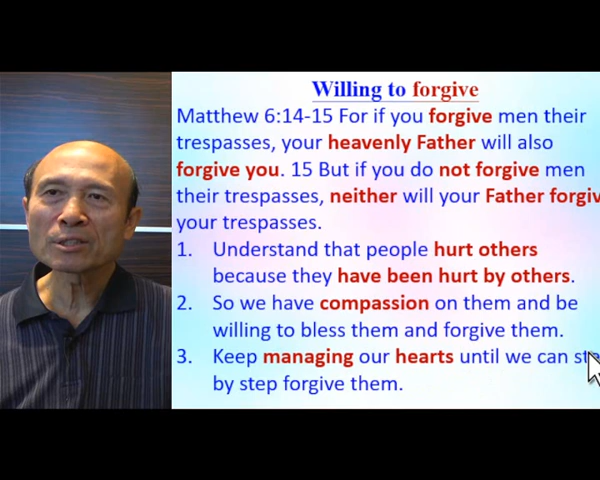 Willing to forgive
Matthew 6:14-15 For if you forgive men their
trespasses, your heavenly Father will also
forgive you. 15 But if you do not forgive men
their trespasses, neither will your Father forgiv
your trespasses.
1. Understand that people hurt others
because they have been hurt by others.
2. So we have compassion on them and be
willing to bless them and forgive them.
3. Keep managing our hearts until we can ste
by step forgive them.